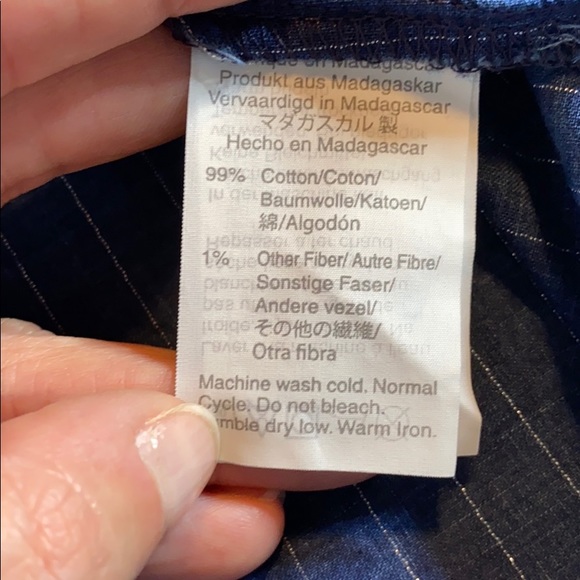 en Madagascar
Produkt aus Madagaskar
Vervaardigd in Madagascar
マダガスカル 製
Hecho en Madagascar
99% Cotton/Coton/
Baumwolle/Katoen/
綿/Algodón
1% Other Fiber/ Autre Fibre/
Sonstige Faser/
Andere vezel/
その他の繊維/
Otra fibra
Machine wash cold. Normal
Cycle. Do not bleach.
dry low. Warm Iron.